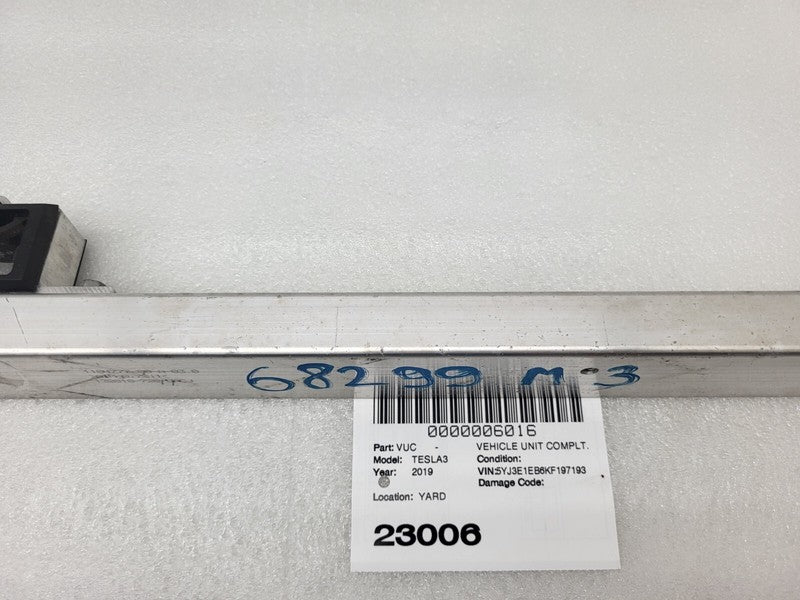 68299 M 3
0000006016
Part: VUC - VEHICLE UNIT COMPLT.
Model: TESLA3 Condition:
Year: 2019 VIN:5YJ3E1EB6KF197193
Damage Code:
Location: YARD
23006